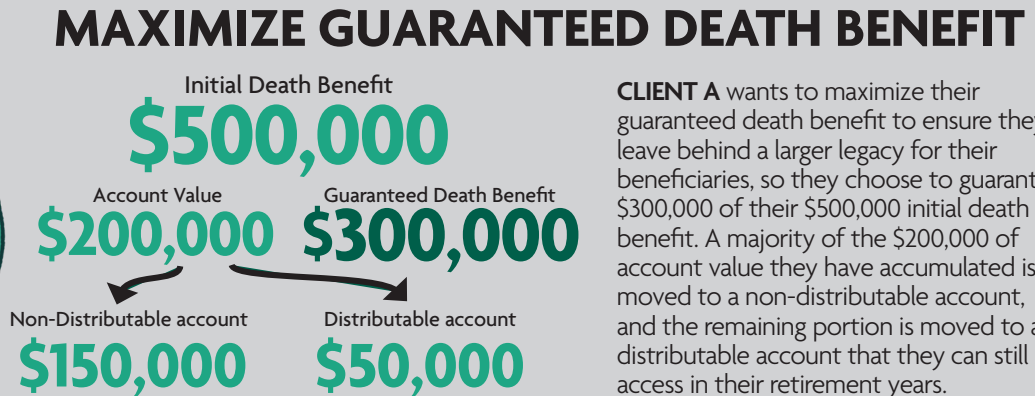 MAXIMIZE GUARANTEED DEATH BENEFIT
Initial Death Benefit
$500,000
Account Value
$200,000
Guaranteed Death Benefit
$300,000
Non-Distributable account
$150,000
Distributable account
$50,000
CLIENT A wants to maximize their
guaranteed death benefit to ensure
leave behind a larger legacy for their
beneficiaries, so they choose to
$300,000 of their $500,000 initial death
benefit. A majority of the $200,000 of
account value they have accumulated is
moved to a non-distributable account,
and the remaining portion is moved to
distributable account that they can still
access in their retirement years.